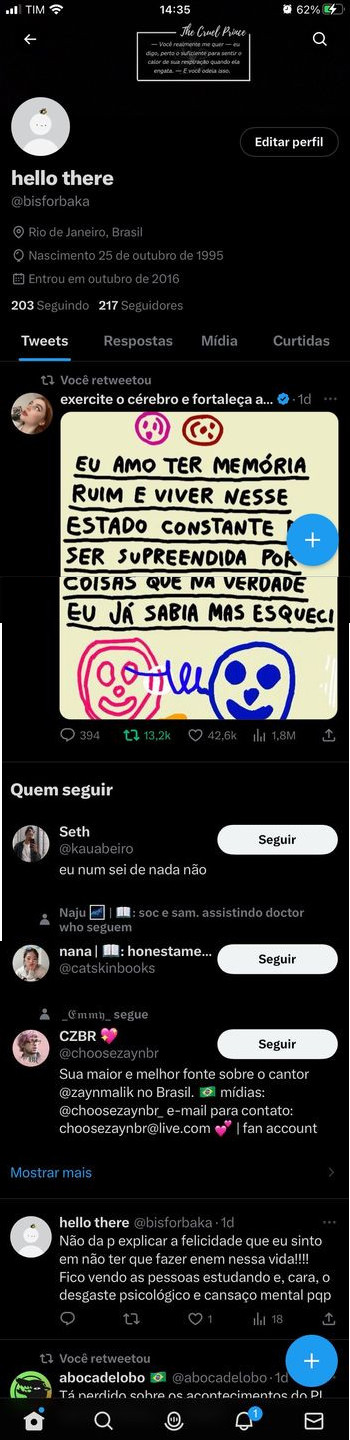 TIM
14:35
62%
The Cruel Prince
— Você realmente me quer — eu
digo, perto o suficiente para sentir o
calor de sua respiração quando ela
engata. — E você odeia isso.
Editar perfil
hello there
@bisforbaka
Rio de Janeiro, Brasil
Nascimento 25 de outubro de 1995
Entrou em outubro de 2016
203 Seguindo 217 Seguidores
Tweets Respostas Mídia Curtidas
Você retweetou
exercite o cérebro e fortaleça a... · 1d
EU AMO TER MEMÓRIA
RUIM E VIVER NESSE
ESTADO CONSTANTE
SER SUPREENDIDA POR
COISAS QUE NA VERDADE
EU JÁ SABIA MAS ESQUECI
394 13,2k 42,6k 1,8M
Quem seguir
Seth
@kauabeiro
Seguir
eu num sei de nada não
Naju 🌌 | 📖: soc e sam. assistindo doctor
who seguem
nana | 📖: honestame...
@catskinbooks
Seguir
_𝕰𝖒𝖒𝖞_ segue
CZBR 💖
@choosezaynbr
Seguir
Sua maior e melhor fonte sobre o cantor
@zaynmalik no Brasil. 🇧🇷 mídias:
@choosezaynbr_ e-mail para contato:
choosezaynbr@live.com 💕 | fan account
Mostrar mais
hello there @bisforbaka · 1d
Não da p explicar a felicidade que eu sinto
em não ter que fazer enem nessa vida!!!!
Fico vendo as pessoas estudando e, cara, o
desgaste psicológico e cansaço mental pqp
1 18
Você retweetou
abocadelobo 🇧🇷 @abocadelobo · 1d
Tá perdido sobre os acontecimentos do PL
1